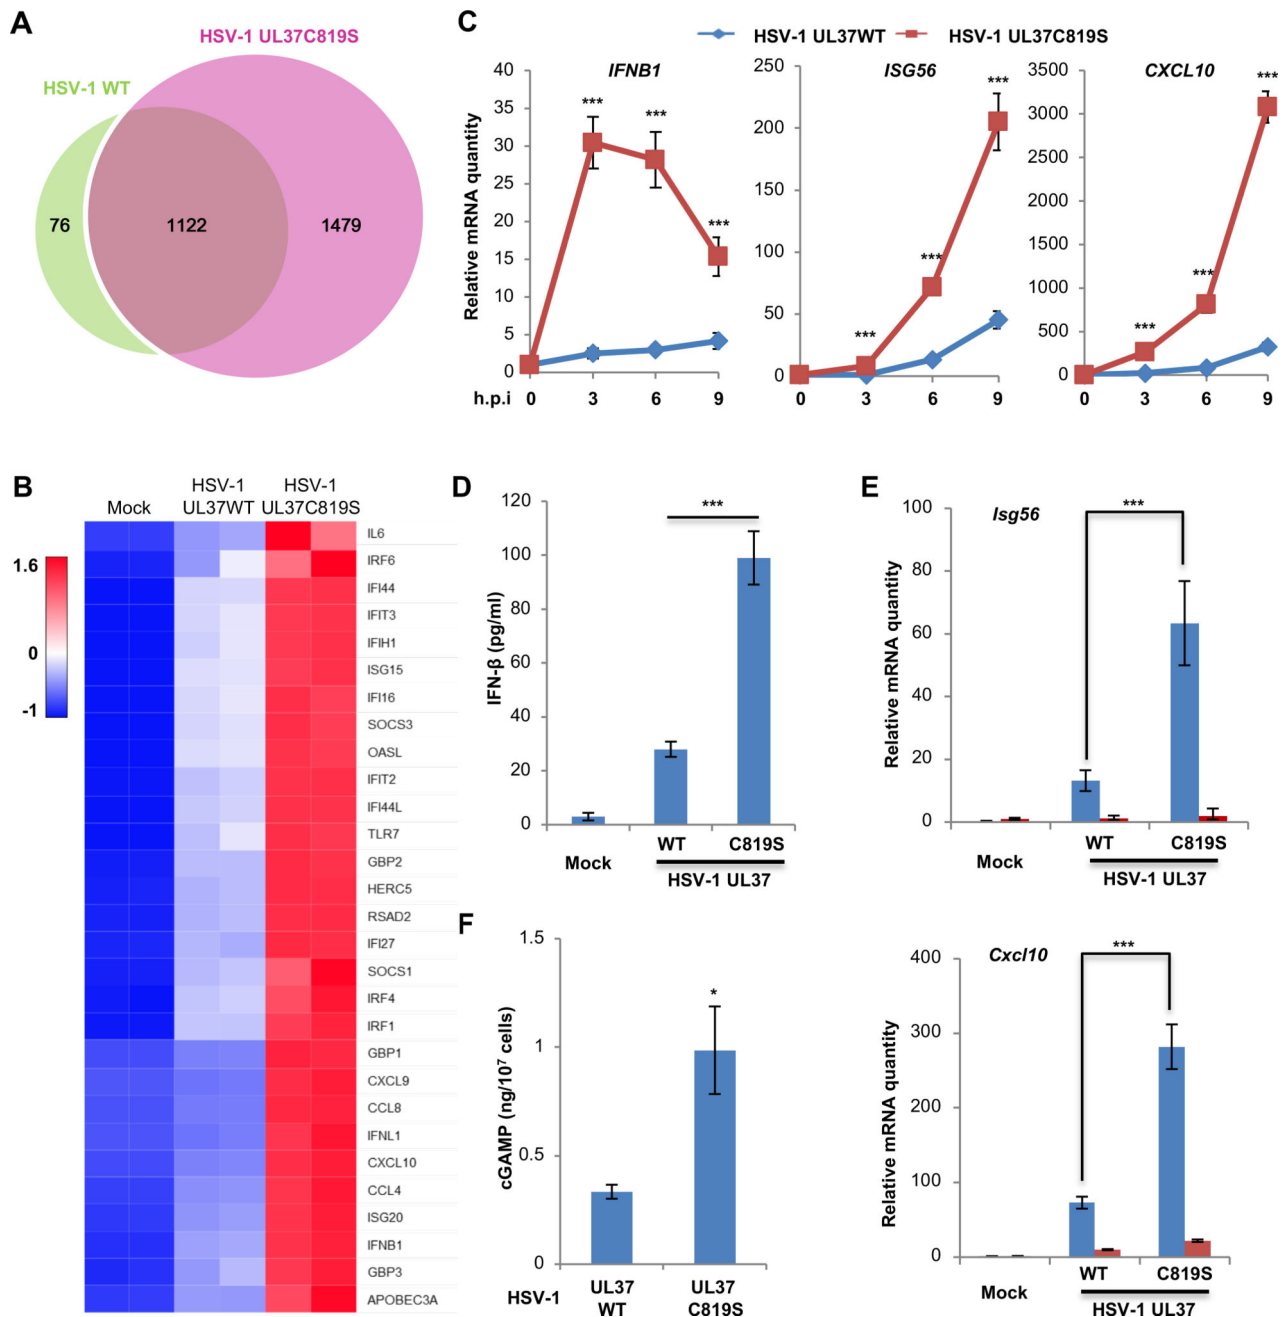 A
HSV-1 UL37C819S
HSV-1 WT
76
1122
1479
C
HSV-1 UL37WT
HSV-1 UL37C819S
Relative mRNA quantity
IFNB1
40
35
30
25
20
15
10
5
0
***
***
***
h.p.i
0
3
6
9
ISG56
250
200
150
100
50
0
***
***
***
0
3
6
9
CXCL10
3500
3000
2500
2000
1500
1000
500
0
***
***
***
0
3
6
9
B
Mock
HSV-1
UL37WT
HSV-1
UL37C819S
1.6
0
-1
IL6
IRF6
IFI44
IFIT3
IFIH1
ISG15
IFI16
SOCS3
OASL
IFIT2
IFI44L
TLR7
GBP2
HERC5
RSAD2
IFI27
SOCS1
IRF4
IRF1
GBP1
CXCL9
CCL8
IFNL1
CXCL10
CCL4
ISG20
IFNB1
GBP3
APOBEC3A
D
IFN-β (pg/ml)
120
100
80
60
40
20
0
***
Mock
WT
C819S
HSV-1 UL37
E
Isg56
Relative mRNA quantity
100
80
60
40
20
0
***
Mock
WT
C819S
HSV-1 UL37
F
cGAMP (ng/10⁷ cells)
1.5
1
0.5
0
*
HSV-1
UL37
WT
UL37
C819S
Cxcl10
Relative mRNA quantity
400
300
200
100
0
***
Mock
WT
C819S
HSV-1 UL37